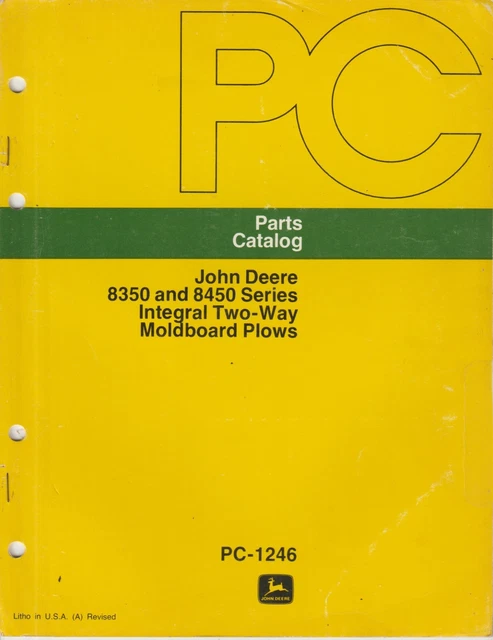 PC
Parts
Catalog
John Deere
8350 and 8450 Series
Integral Two-Way
Moldboard Plows
PC-1246
JOHN DEERE
Litho in U.S.A. (A) Revised